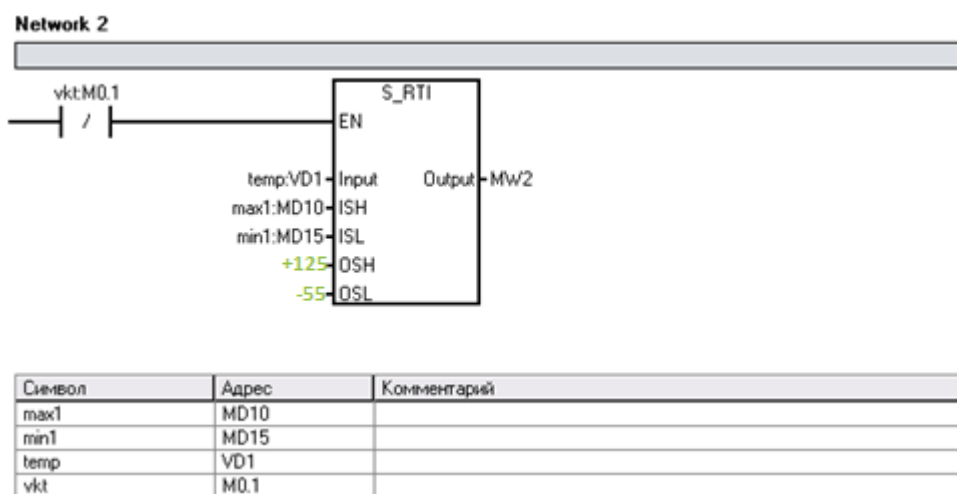 Network 2
vkt:M0.1
/
S_RTI
EN
temp:VD1 Input Output MW2
max1:MD10 ISH
min1:MD15 ISL
+125 OSH
-55 OSL
Символ Адрес Комментарий
max1 MD10
min1 MD15
temp VD1
vkt M0.1